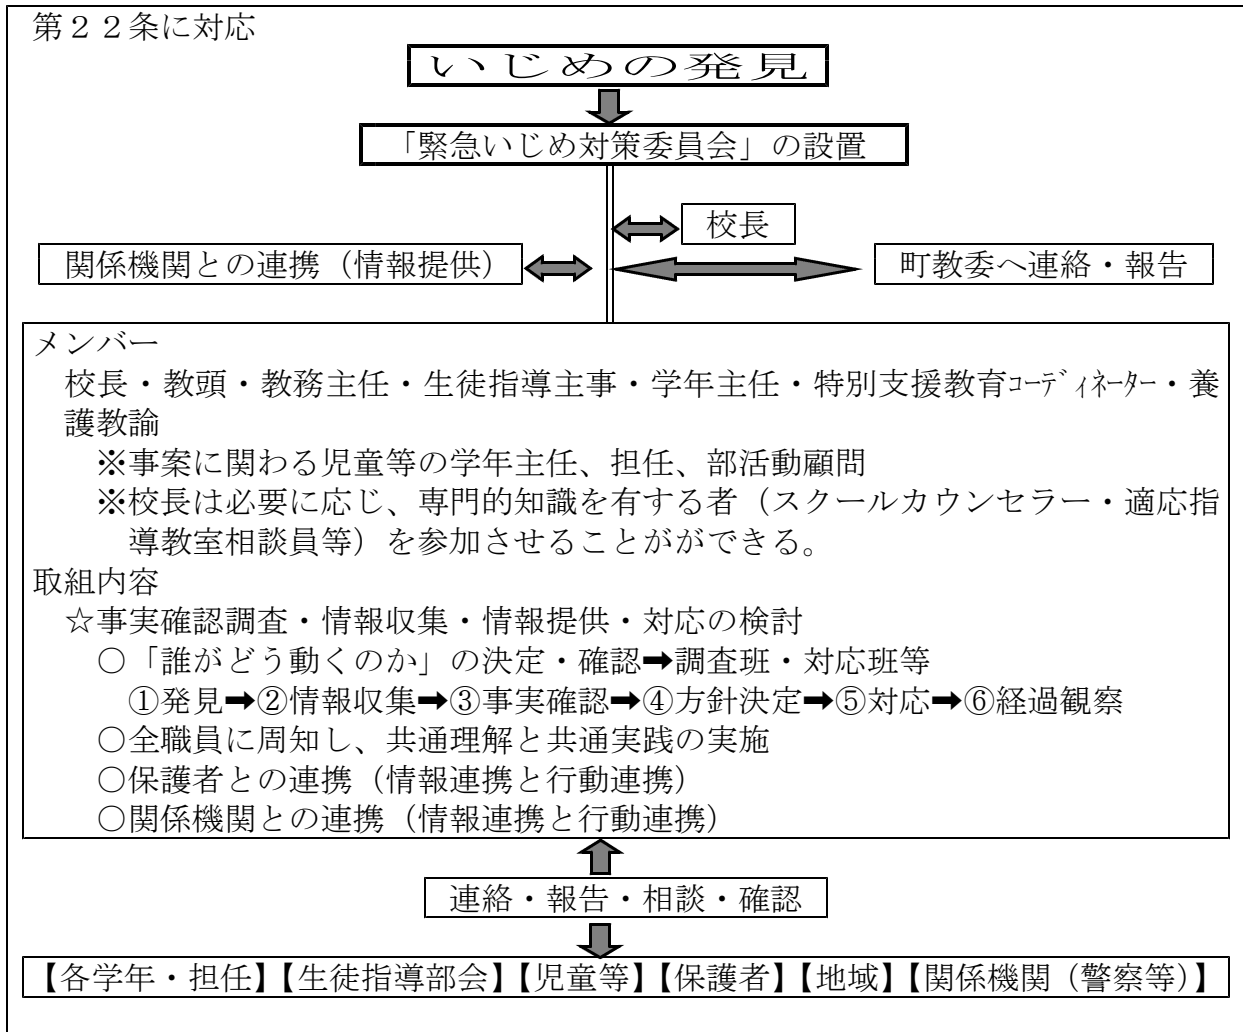 第２２条に対応
いじめの発見
「緊急いじめ対策委員会」の設置
校長
関係機関との連携（情報提供）
町教委へ連絡・報告
メンバー
校長・教頭・教務主任・生徒指導主事・学年主任・特別支援教育ｺｰﾃﾞｨﾈｰﾀｰ・養
護教諭
※事案に関わる児童等の学年主任、担任、部活動顧問
※校長は必要に応じ、専門的知識を有する者（スクールカウンセラー・適応指
導教室相談員等）を参加させることがができる。
取組内容
☆事実確認調査・情報収集・情報提供・対応の検討
○「誰がどう動くのか」の決定・確認➡調査班・対応班等
①発見➡②情報収集➡③事実確認➡④方針決定➡⑤対応➡⑥経過観察
○全職員に周知し、共通理解と共通実践の実施
○保護者との連携（情報連携と行動連携）
○関係機関との連携（情報連携と行動連携）
連絡・報告・相談・確認
【各学年・担任】【生徒指導部会】【児童等】【保護者】【地域】【関係機関（警察等）】